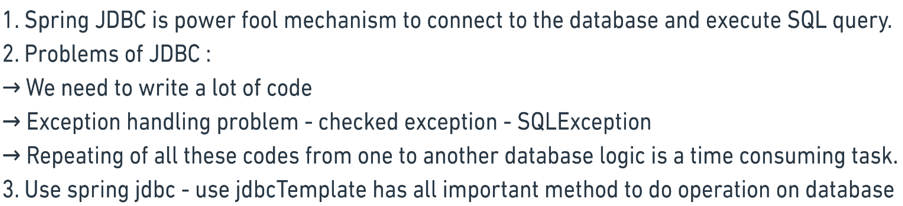 1. Spring JDBC is power fool mechanism to connect to the database and execute SQL query.
2. Problems of JDBC :
→ We need to write a lot of code
→ Exception handling problem - checked exception - SQLException
→ Repeating of all these codes from one to another database logic is a time consuming task.
3. Use spring jdbc - use jdbcTemplate has all important method to do operation on database